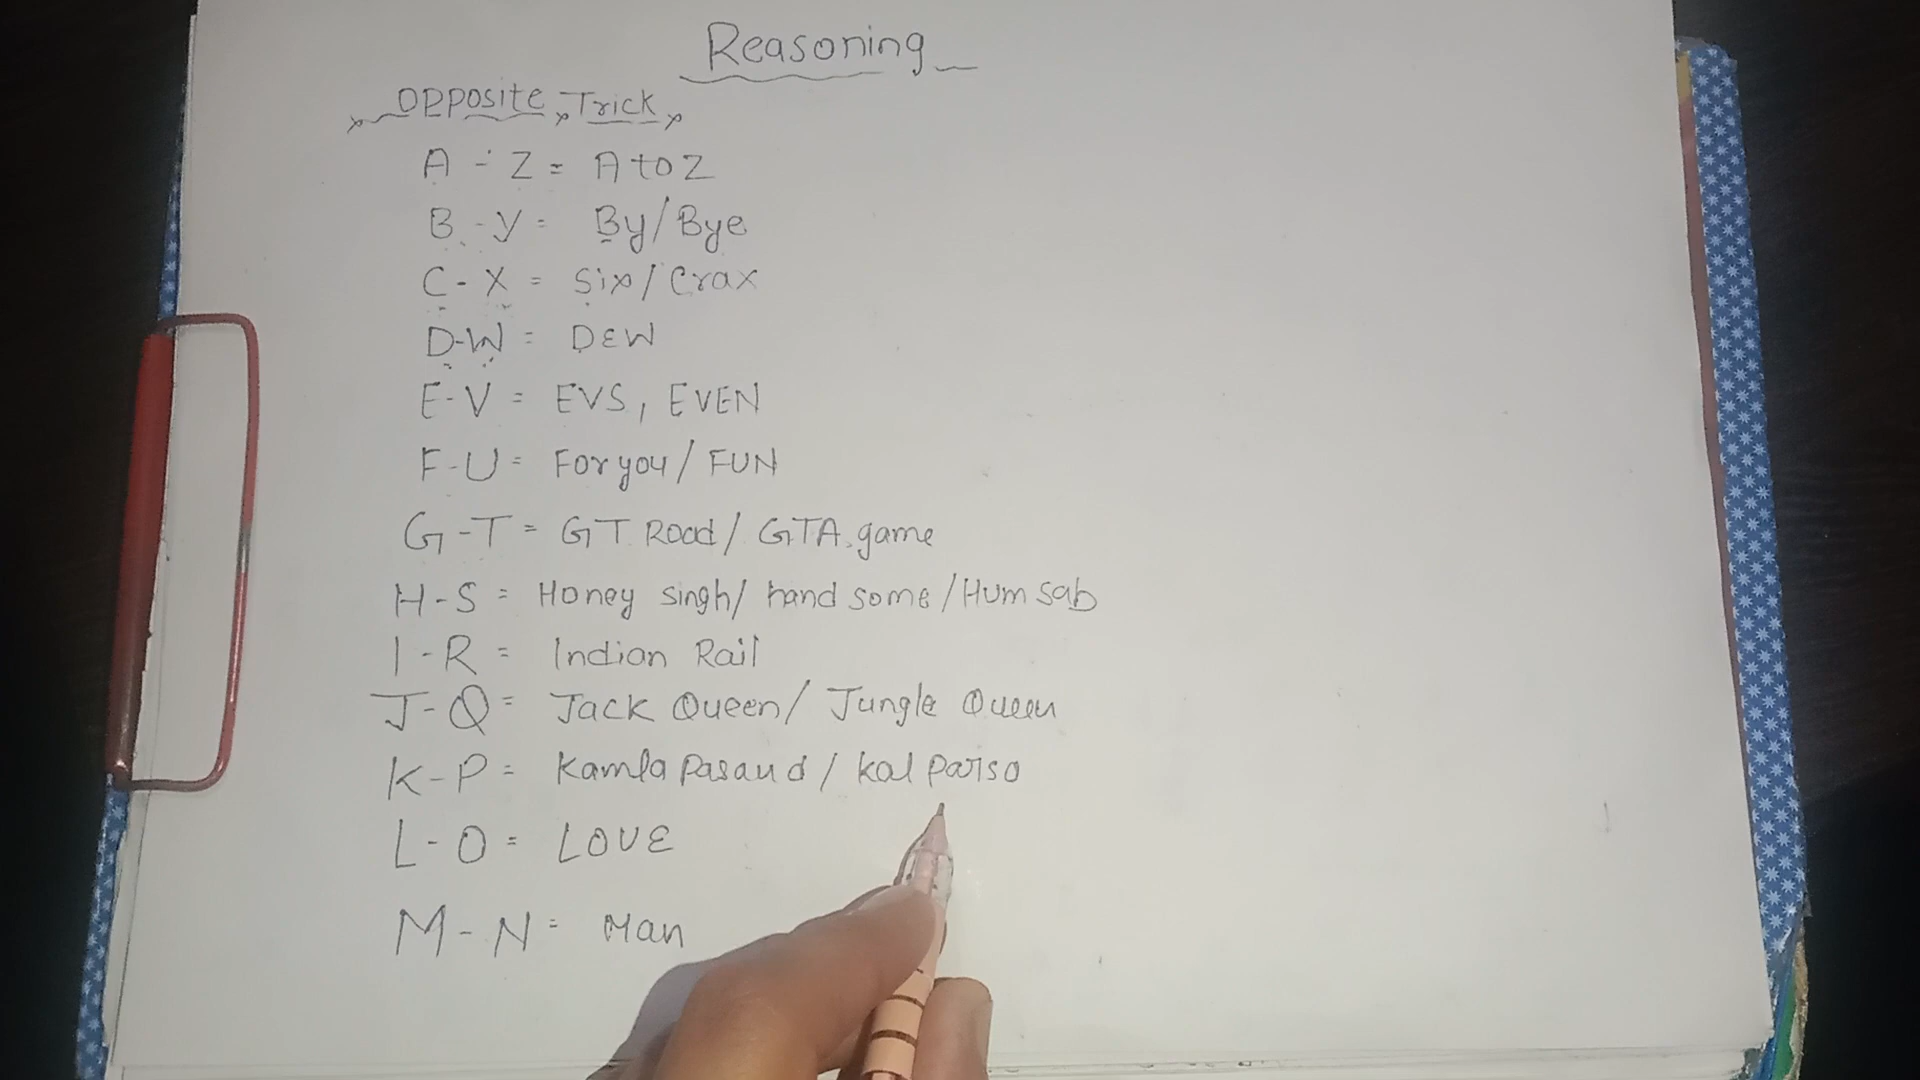 Reasoning
Opposite Trick
A - Z = A to Z
B - Y = By/Bye
C - X = Six/Crax
D-W = DEW
E-V = EVS, EVEN
F-U = For you/ FUN
G-T = GT Road/ GTA game
H-S = Honey singh/ hand some/Hum sab
I-R = Indian Rail
J-Q = Jack Queen/ Jungle Queen
K-P = Kamla Pasand/ kal parso
L-O = LOVE
M-N = Man